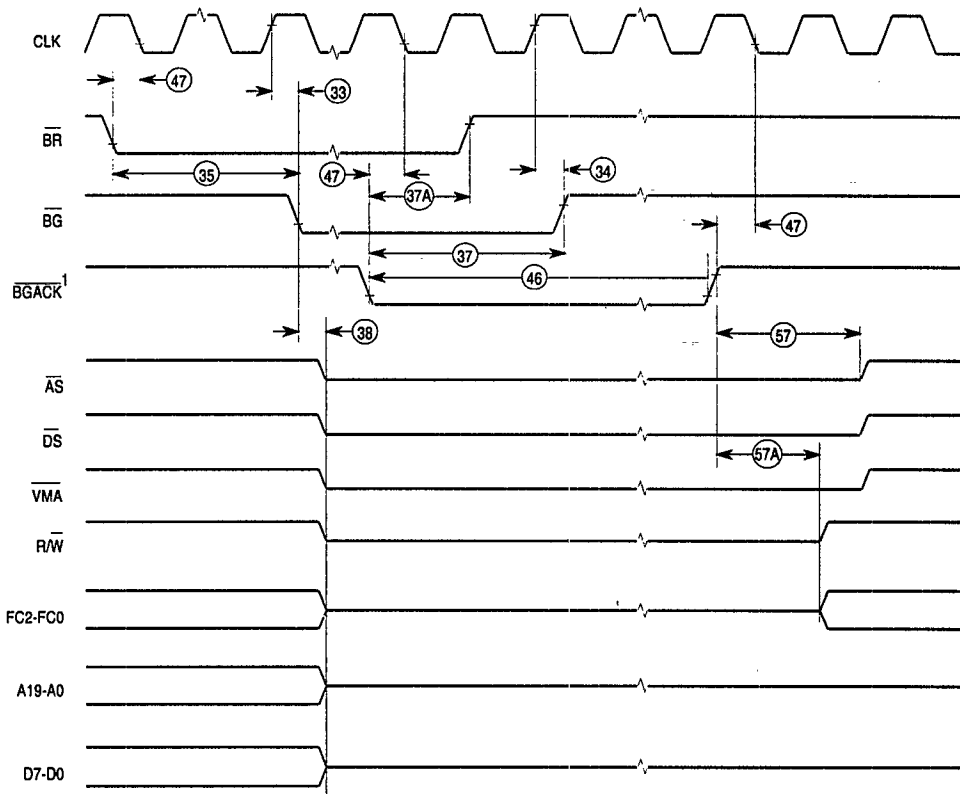 CLK
47
33
BR
35
47
37A
34
BG
47
37
BGACK1
46
38
57
AS
DS
57A
VMA
R/W
FC2-FC0
A19-A0
D7-D0